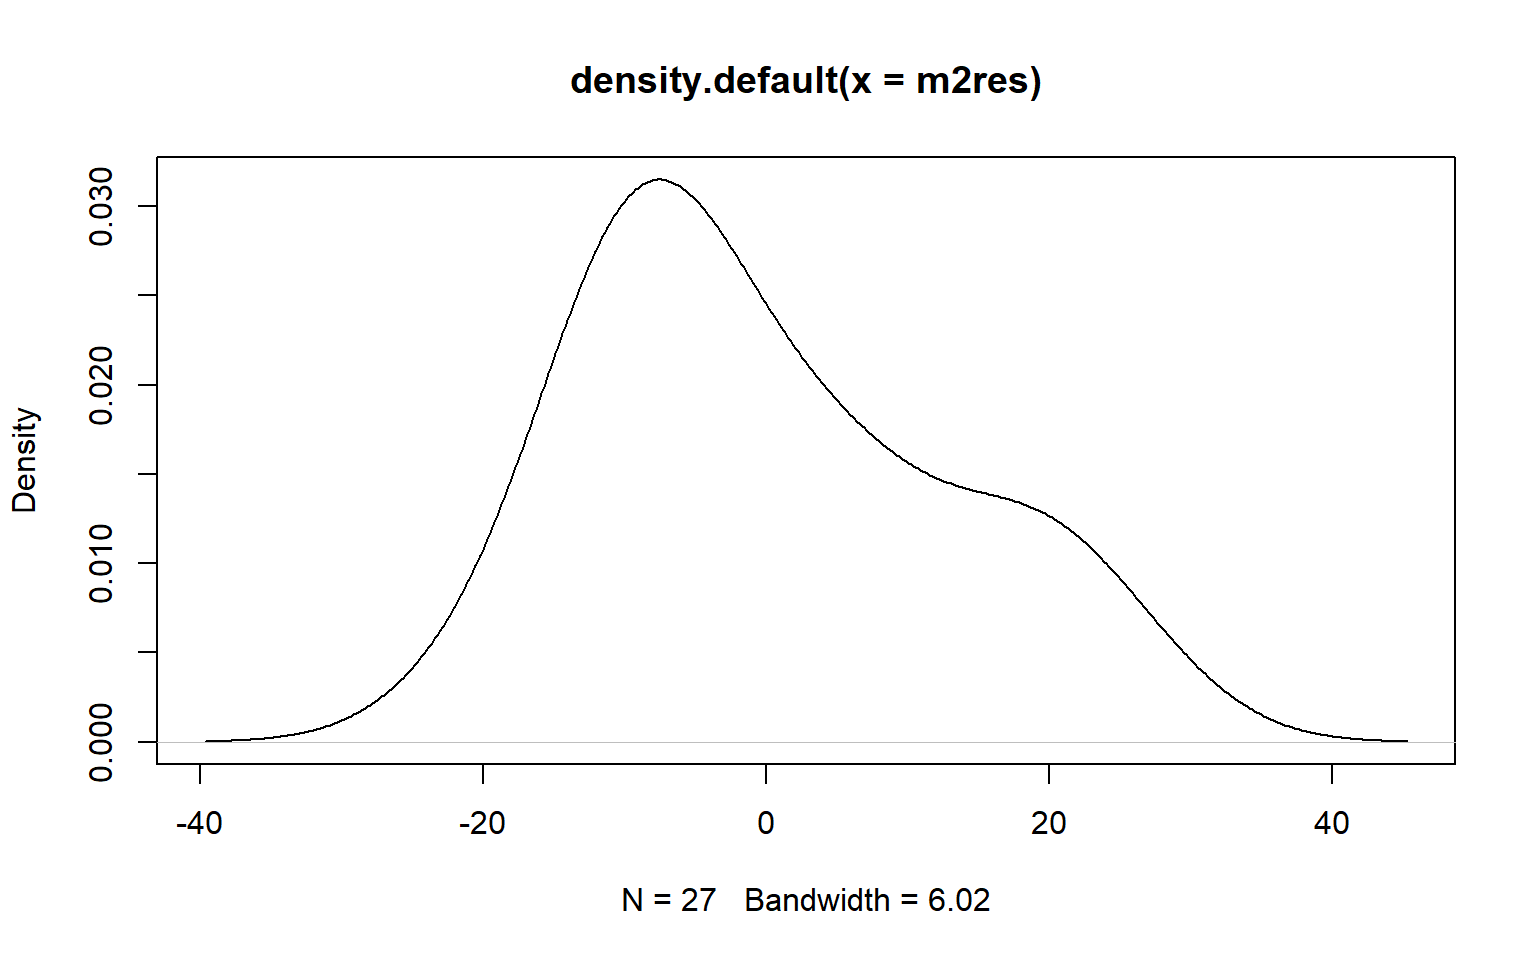 density.default(x = m2res)
Density
0.030
0.020
0.010
0.000
-40 -20 0 20 40
N = 27 Bandwidth = 6.02